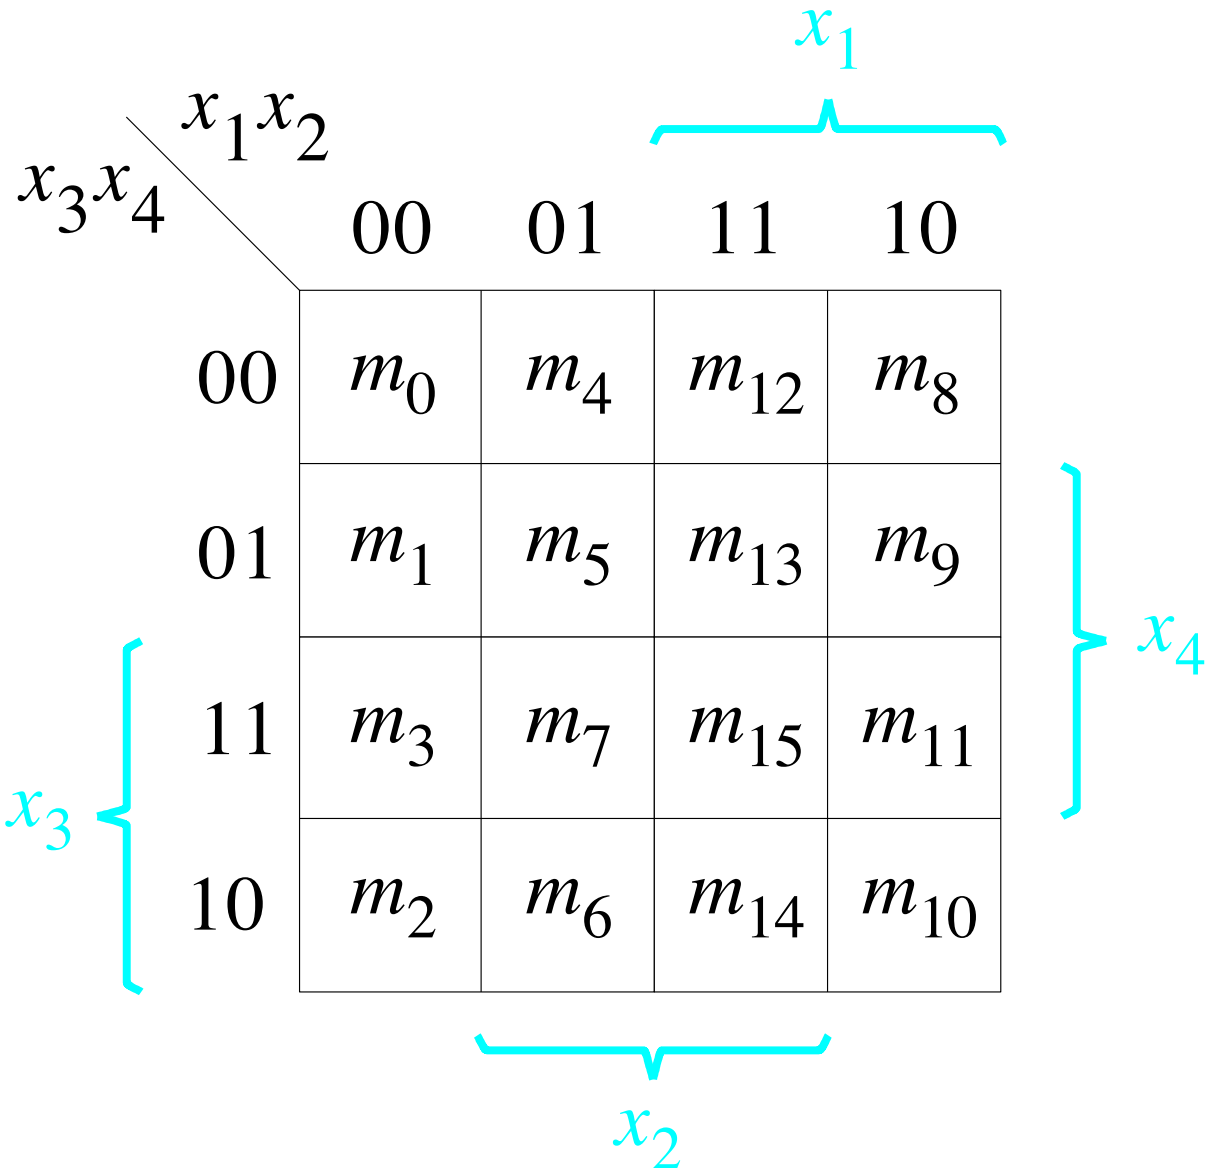 x₁
x₁x₂
x₃x₄
00 01 11 10
00 m₀ m₄ m₁₂ m₈
01 m₁ m₅ m₁₃ m₉
x₄
11 m₃ m₇ m₁₅ m₁₁
x₃
10 m₂ m₆ m₁₄ m₁₀
x₂